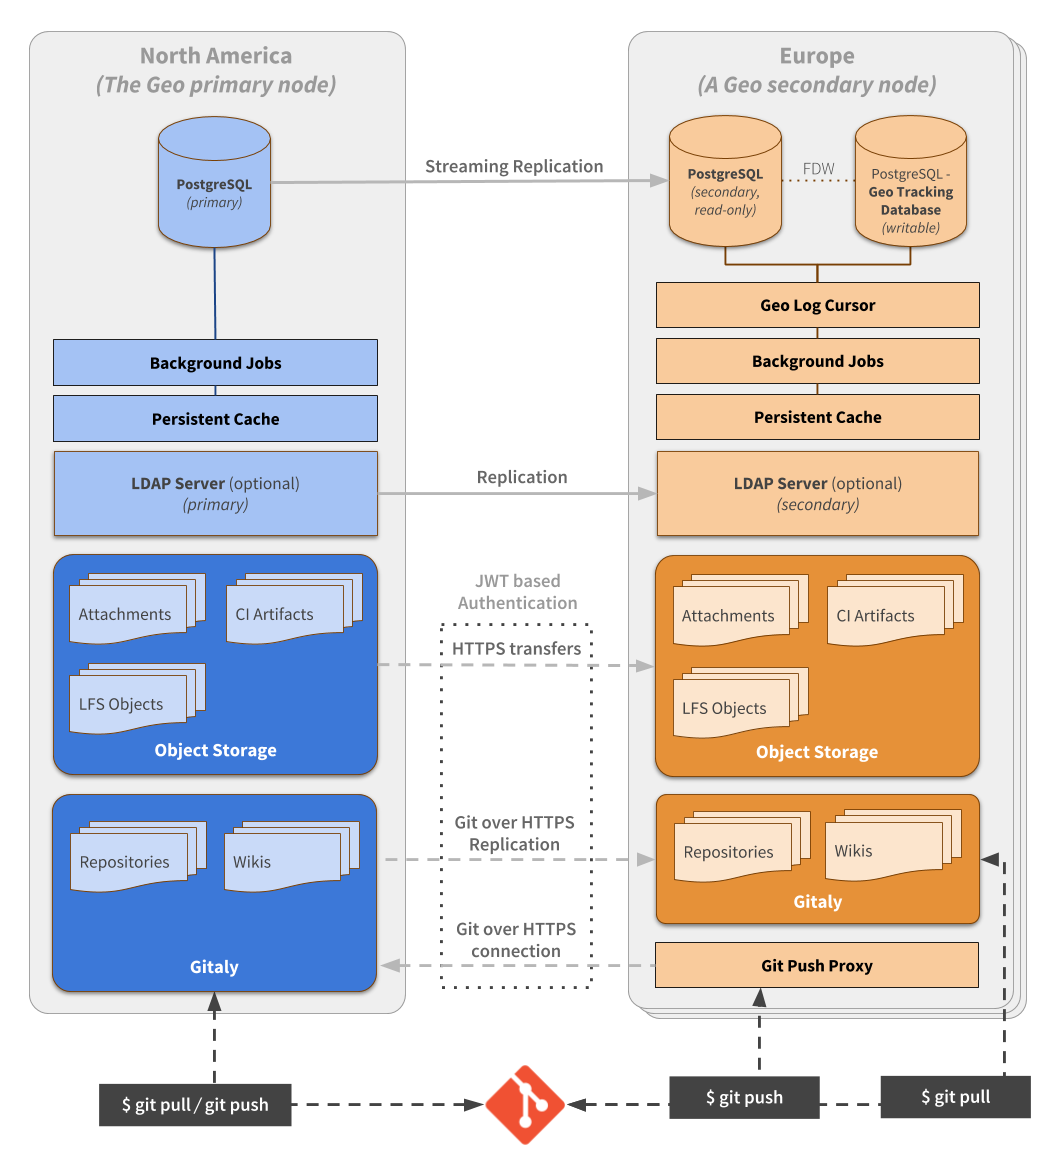 North America
(The Geo primary node)
PostgreSQL
(primary)
Background Jobs
Persistent Cache
LDAP Server (optional)
(primary)
Attachments
CI Artifacts
LFS Objects
Object Storage
Repositories
Wikis
Gitaly
Streaming Replication
Replication
JWT based
Authentication
HTTPS transfers
Git over HTTPS
Replication
Git over HTTPS
connection
Europe
(A Geo secondary node)
PostgreSQL
(secondary,
read-only)
FDW
PostgreSQL -
Geo Tracking
Database
(writable)
Geo Log Cursor
Background Jobs
Persistent Cache
LDAP Server (optional)
(secondary)
Attachments
CI Artifacts
LFS Objects
Object Storage
Repositories
Wikis
Gitaly
Git Push Proxy
$ git pull / git push
$ git push
$ git pull